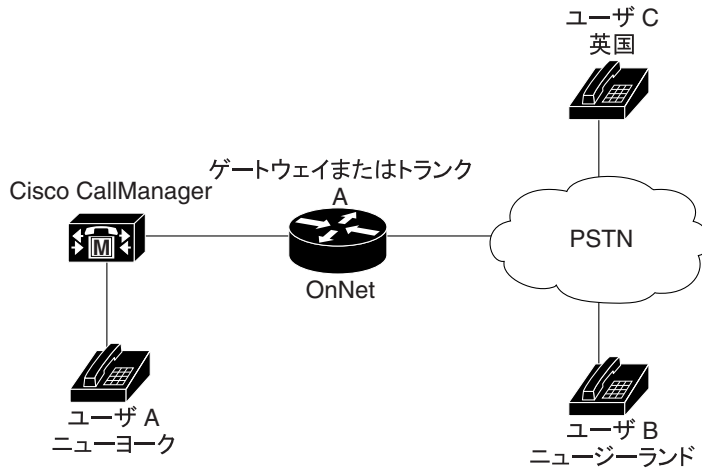 ユーザ C
英国
ゲートウェイまたはトランク
A
Cisco CallManager
M
PSTN
OnNet
ユーザ A
ニューヨーク
ユーザ B
ニュージーランド